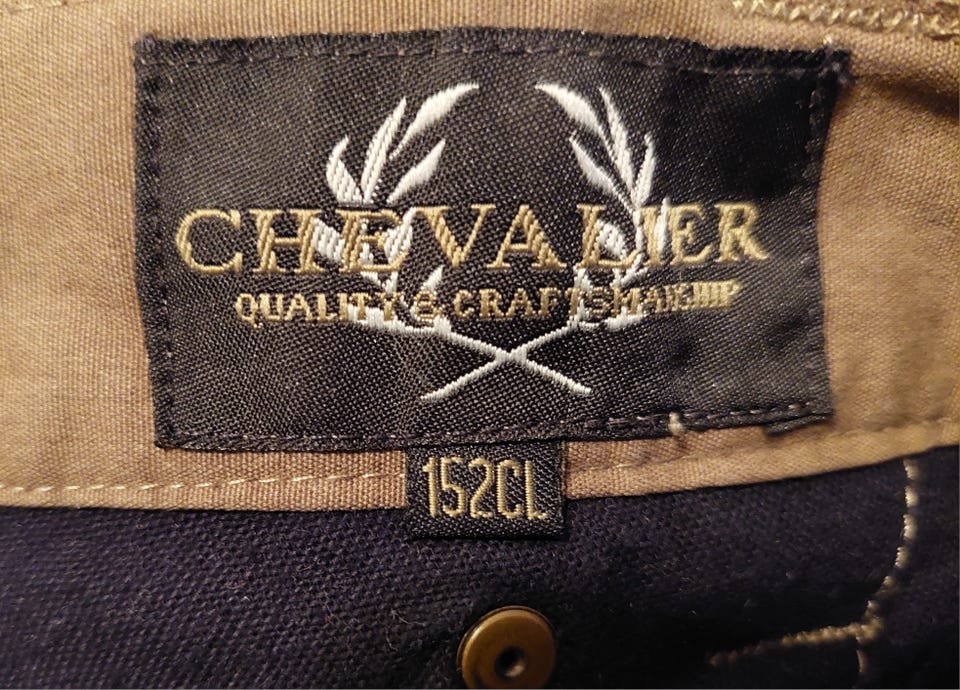 CHEVALIER
QUALITY & CRAFTSMANSHIP
152CL